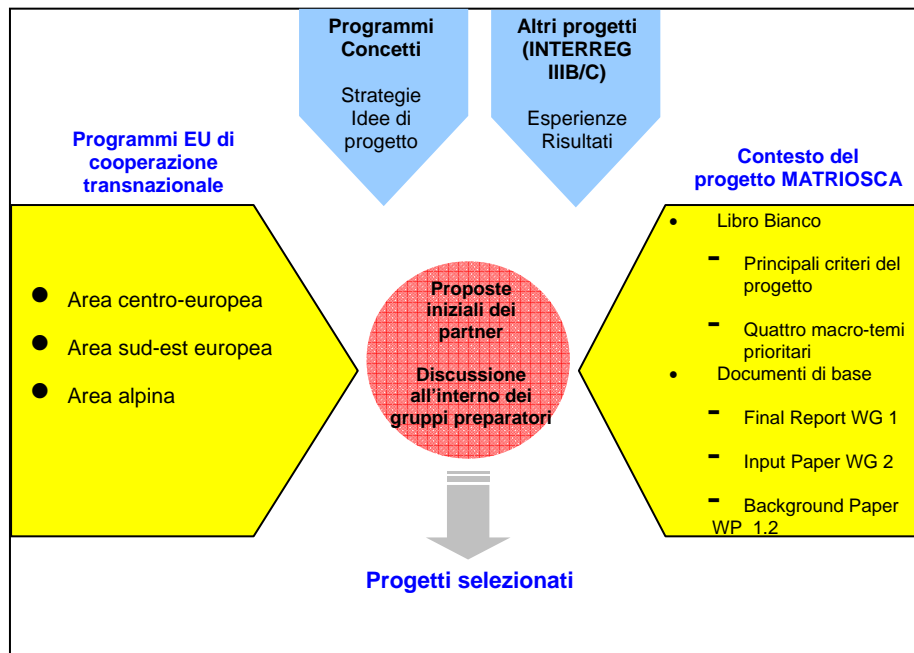 Programmi
Concetti
Strategie
Idee di
progetto
Altri progetti
(INTERREG
IIIB/C)
Esperienze
Risultati
Programmi EU di
cooperazione
transnazionale
● Area centro-europea
● Area sud-est europea
● Area alpina
Proposte
iniziali dei
partner
Discussione
all'interno dei
gruppi preparatori
Contesto del
progetto MATRIOSCA
• Libro Bianco
- Principali criteri del
progetto
- Quattro macro-temi
prioritari
• Documenti di base
- Final Report WG 1
- Input Paper WG 2
- Background Paper
WP 1.2
Progetti selezionati